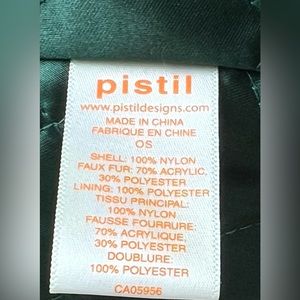 pistil
www.pistildesigns.com
MADE IN CHINA
FABRIQUE EN CHINE
OS
SHELL: 100% NYLON
FAUX FUR: 70% ACRYLIC,
30% POLYESTER
LINING: 100% POLYESTER
TISSU PRINCIPAL:
100% NYLON
FAUSSE FOURRURE:
70% ACRYLIQUE,
30% POLYESTER
DOUBLURE:
100% POLYESTER
CA05956